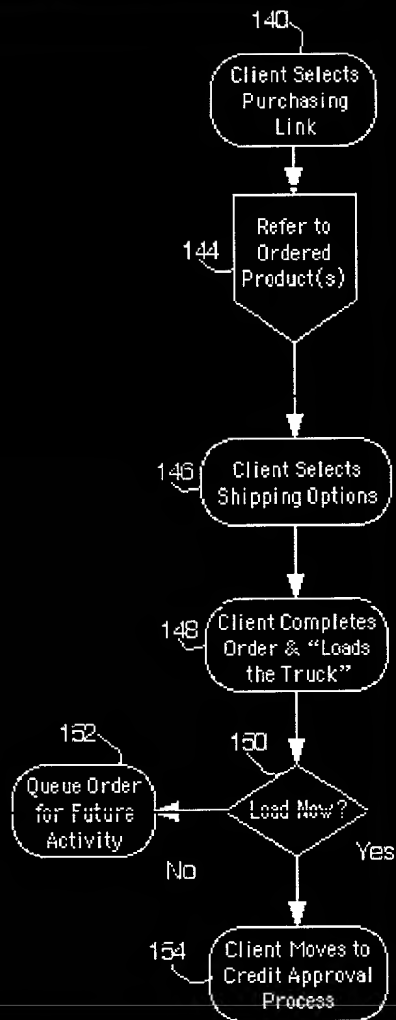 140
Client Selects
Purchasing
Link
144
Refer to
Ordered
Product(s)
146
Client Selects
Shipping Options
148
Client Completes
Order & “Loads
the Truck”
150
Load Now?
Yes
No
152
Queue Order
for Future
Activity
154
Client Moves to
Credit Approval
Process